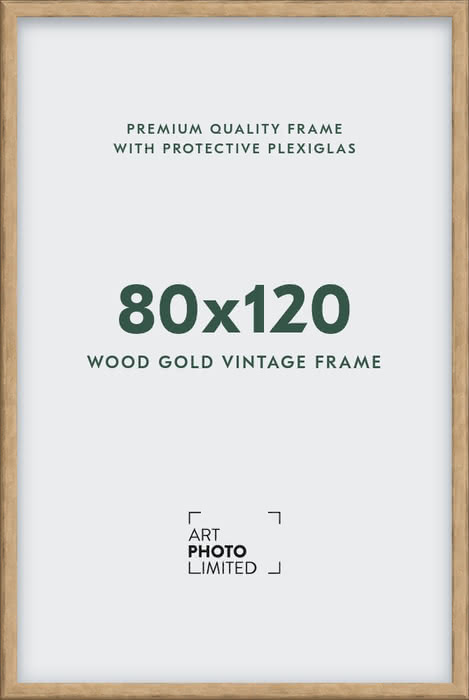 PREMIUM QUALITY FRAME
WITH PROTECTIVE PLEXIGLAS
80x120
WOOD GOLD VINTAGE FRAME
ART
PHOTO
LIMITED